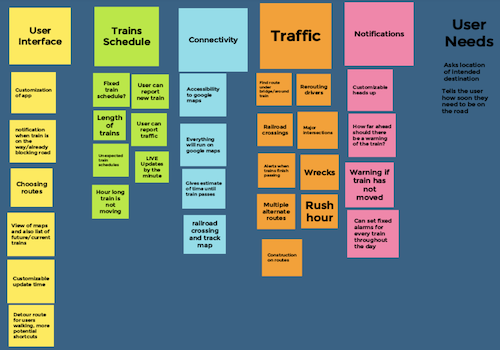 User
Interface
Customization
of app
notification
when train is
on the
way/already
blocking road
Choosing
routes
View of maps
and also list of
future/current
trains
Customizable
update time
Detour route
for users
walking, more
potential
shortcuts
Trains
Schedule
Fixed
train
schedule?
User can
report
new train
Length
of
trains
User can
report
traffic
Unexpected
train
schedules
LIVE
Updates by
the minute
Hour long
train is
not
moving
Connectivity
Accessibility
to google
maps
Everything
will run on
google maps
Gives estimate
of time until
train passes
railroad
crossing
and track
map
Traffic
Find route
under
bridge/around
train
Rerouting
drivers
Railroad
crossings
Major
intersections
Alerts when
trains finish
passing
Wrecks
Multiple
alternate
routes
Rush
hour
Construction
on routes
Notifications
Customizable
heads up
How far ahead
should there
be a warning
of the train?
Warning if
train has
not
moved
Can set fixed
alarms for
every train
throughout
the day
User
Needs
Asks location
of intended
destination
Tells the user
how soon they
need to be on
the road